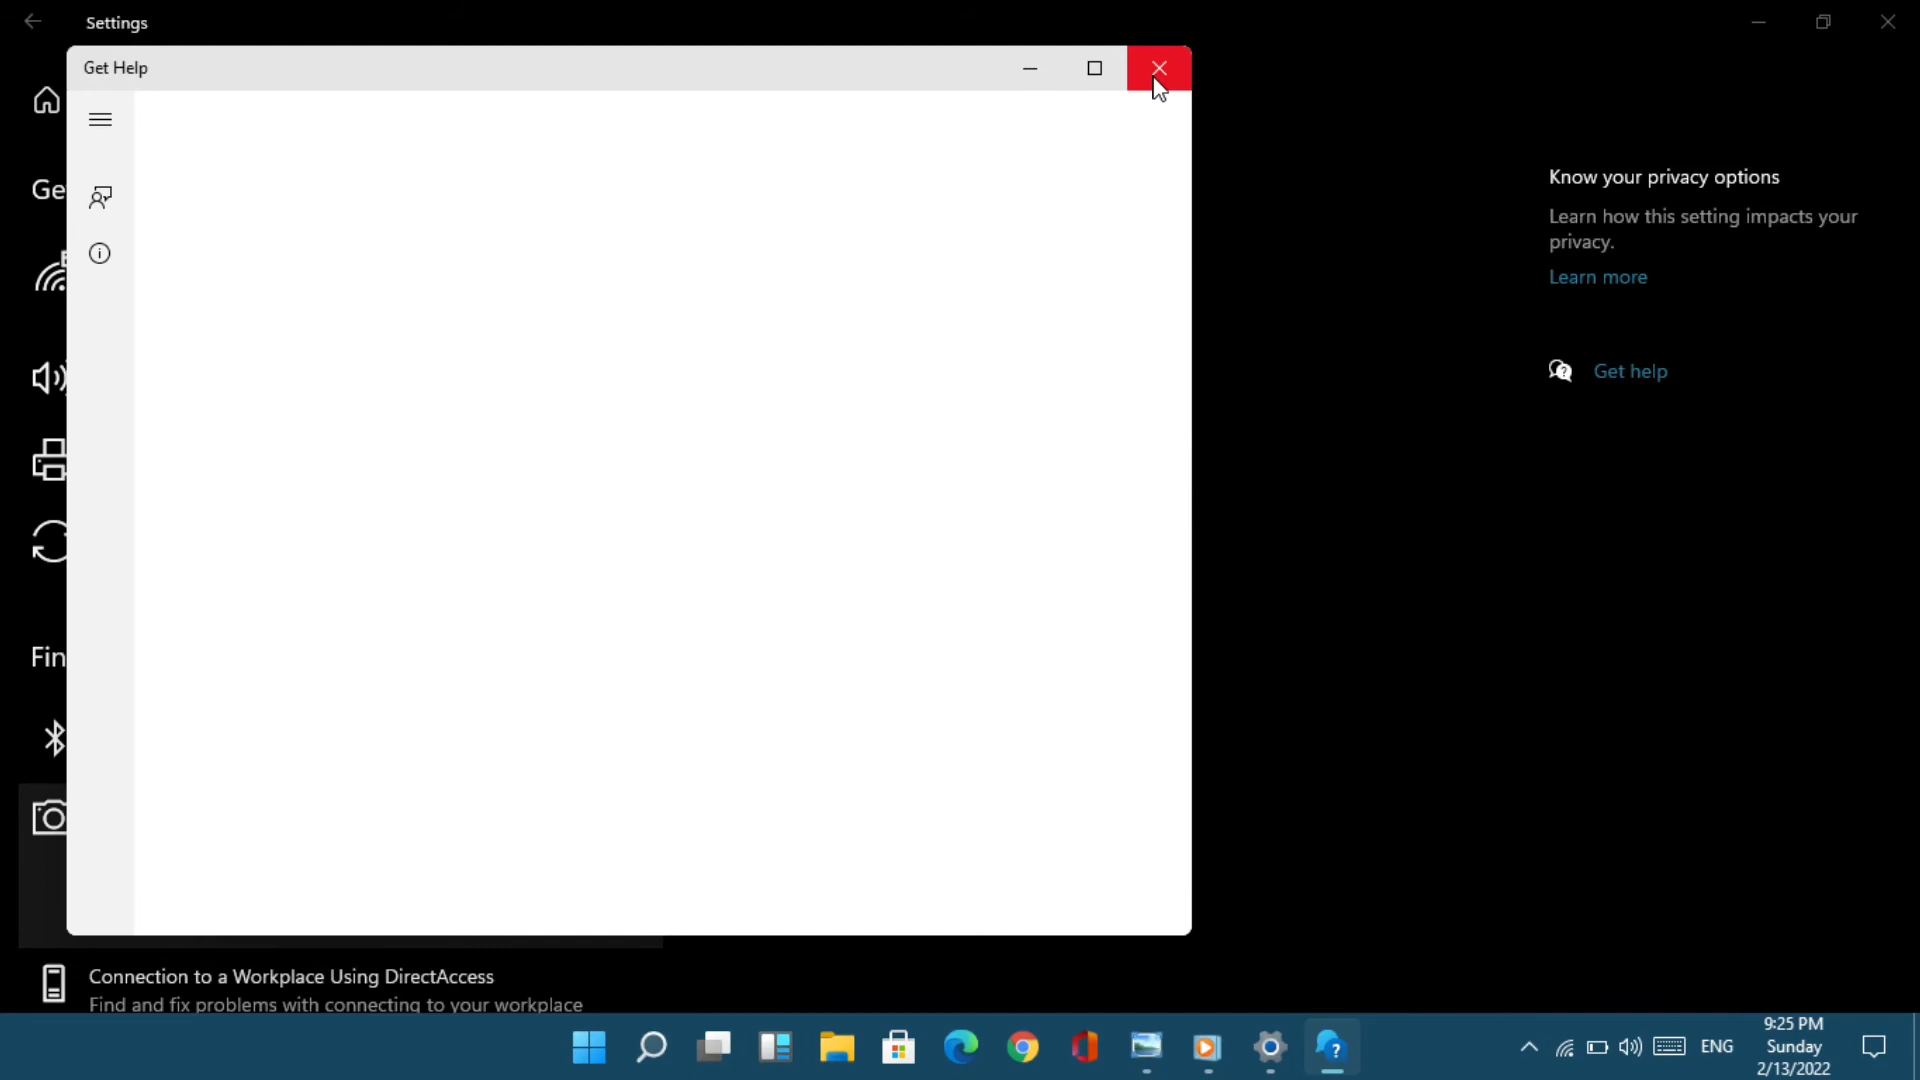 Settings
Get Help
Ge
Fin
Connection to a Workplace Using DirectAccess
Find and fix problems with connecting to your workplace
Know your privacy options
Learn how this setting impacts your
privacy.
Learn more
Get help
ENG
9:25 PM
Sunday
2/13/2022